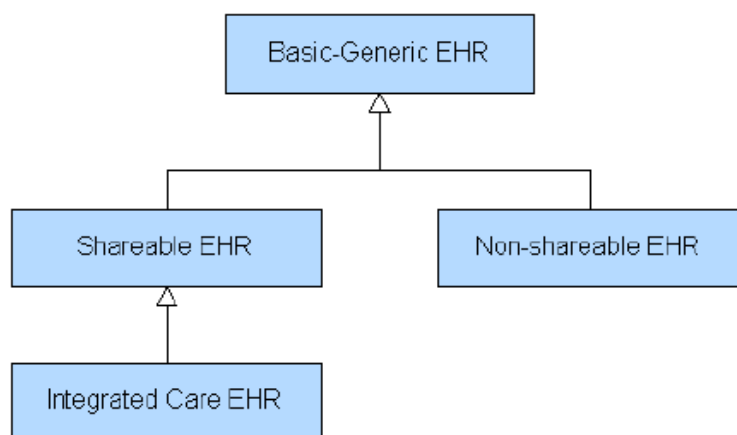 Basic-Generic EHR
Shareable EHR
Non-shareable EHR
Integrated Care EHR